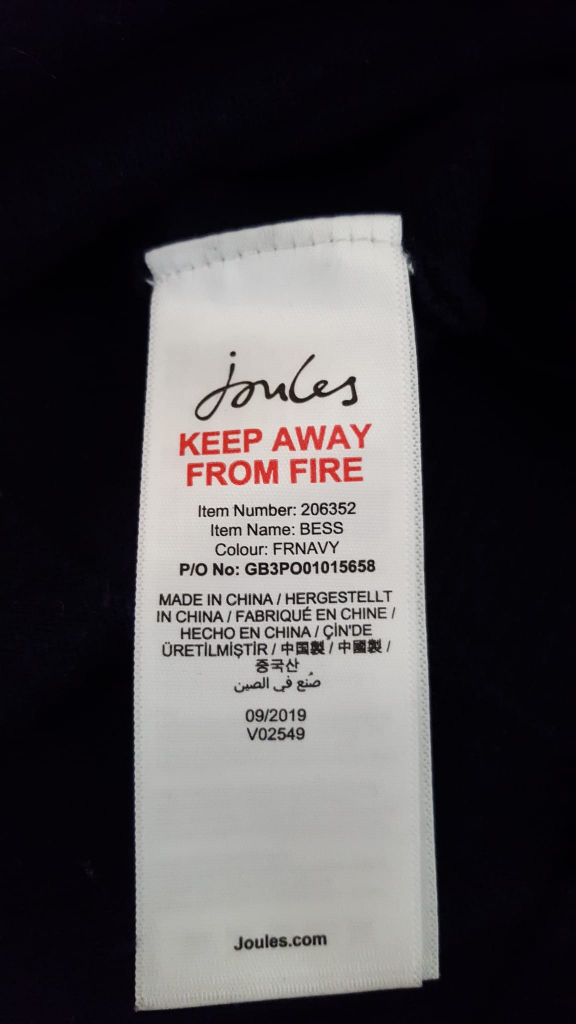 joules
KEEP AWAY
FROM FIRE
Item Number: 206352
Item Name: BESS
Colour: FRNAVY
P/O No: GB3PO01015658
MADE IN CHINA / HERGESTELLT
IN CHINA / FABRIQUÉ EN CHINE /
HECHO EN CHINA / ÇİN'DE
ÜRETİLMİŞTİR / 中国製 / 中國製 /
중국산
صُنع في الصين
09/2019
V02549
Joules.com